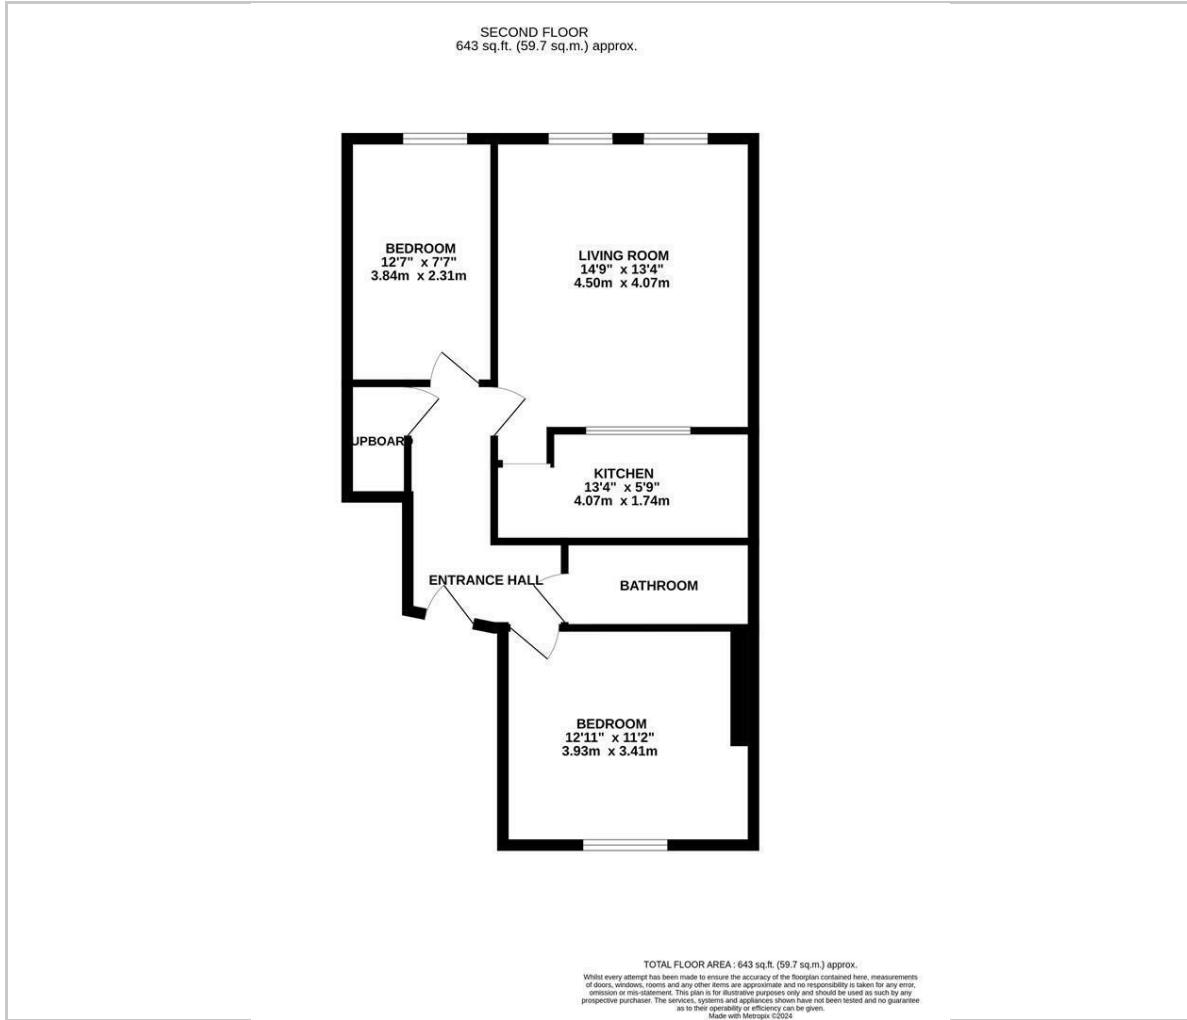 SECOND FLOOR
643 sq.ft. (59.7 sq.m.) approx.
BEDROOM
12'7" x 7'7"
3.84m x 2.31m
LIVING ROOM
14'9" x 13'4"
4.50m x 4.07m
UPBOARD
KITCHEN
13'4" x 5'9"
4.07m x 1.74m
ENTRANCE HALL
BATHROOM
BEDROOM
12'11" x 11'2"
3.93m x 3.41m
TOTAL FLOOR AREA : 643 sq.ft. (59.7 sq.m.) approx.
Whilst every attempt has been made to ensure the accuracy of the floorplan contained here, measurements
of doors, windows, rooms and any other items are approximate and no responsibility is taken for any error,
omission or mis-statement. This plan is for illustrative purposes only and should be used as such by any
prospective purchaser. The services, systems and appliances shown have not been tested and no guarantee
as to their operability or efficiency can be given.
Made with Metropix ©2024